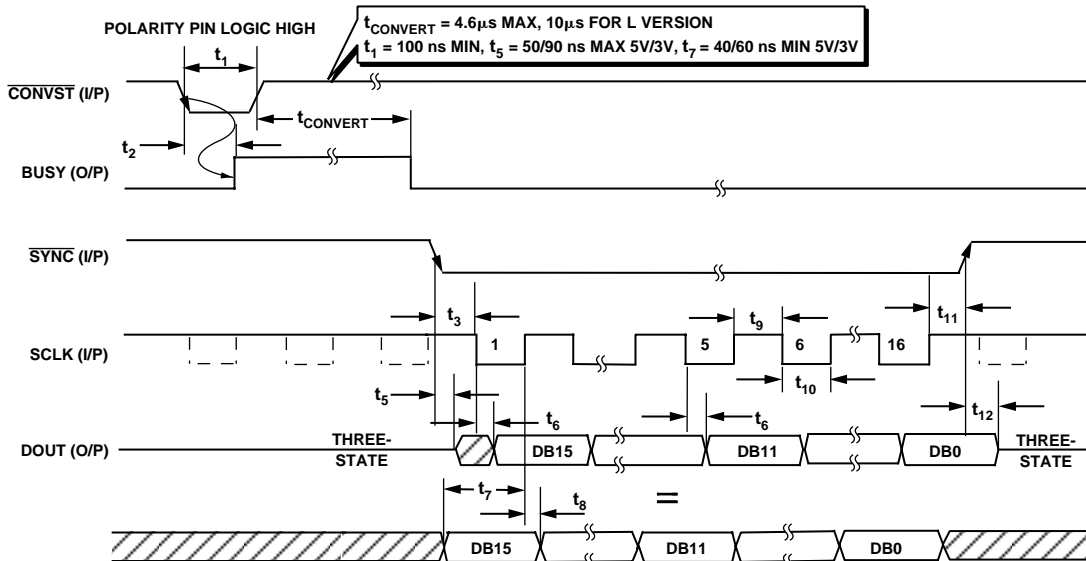 POLARITY PIN LOGIC HIGH
tCONVERT = 4.6μs MAX, 10μs FOR L VERSION
t1 = 100 ns MIN, t5 = 50/90 ns MAX 5V/3V, t7 = 40/60 ns MIN 5V/3V
t1
CONVST (I/P)
tCONVERT
t2
BUSY (O/P)
SYNC (I/P)
t3
t9
t11
SCLK (I/P)
1
5
6
16
t10
t5
t6
t6
t12
DOUT (O/P)
THREE-
STATE
DB15
DB11
DB0
THREE-
STATE
t7
t8
=
DB15
DB11
DB0